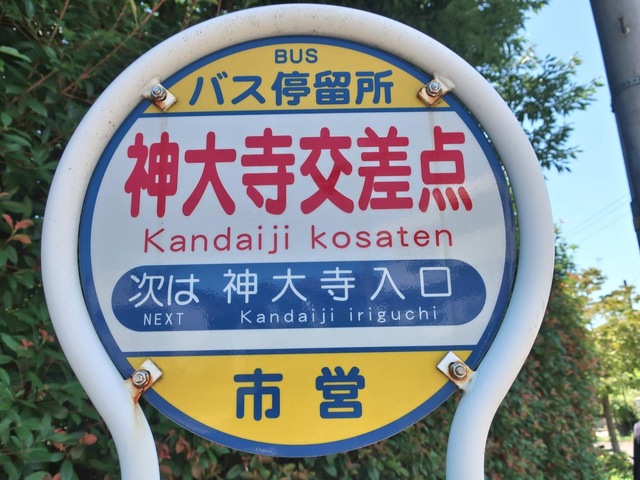 BUS
バス停留所
神大寺交差点
Kandaiji kosaten
次は 神大寺入口
NEXT Kandaiji iriguchi
市営